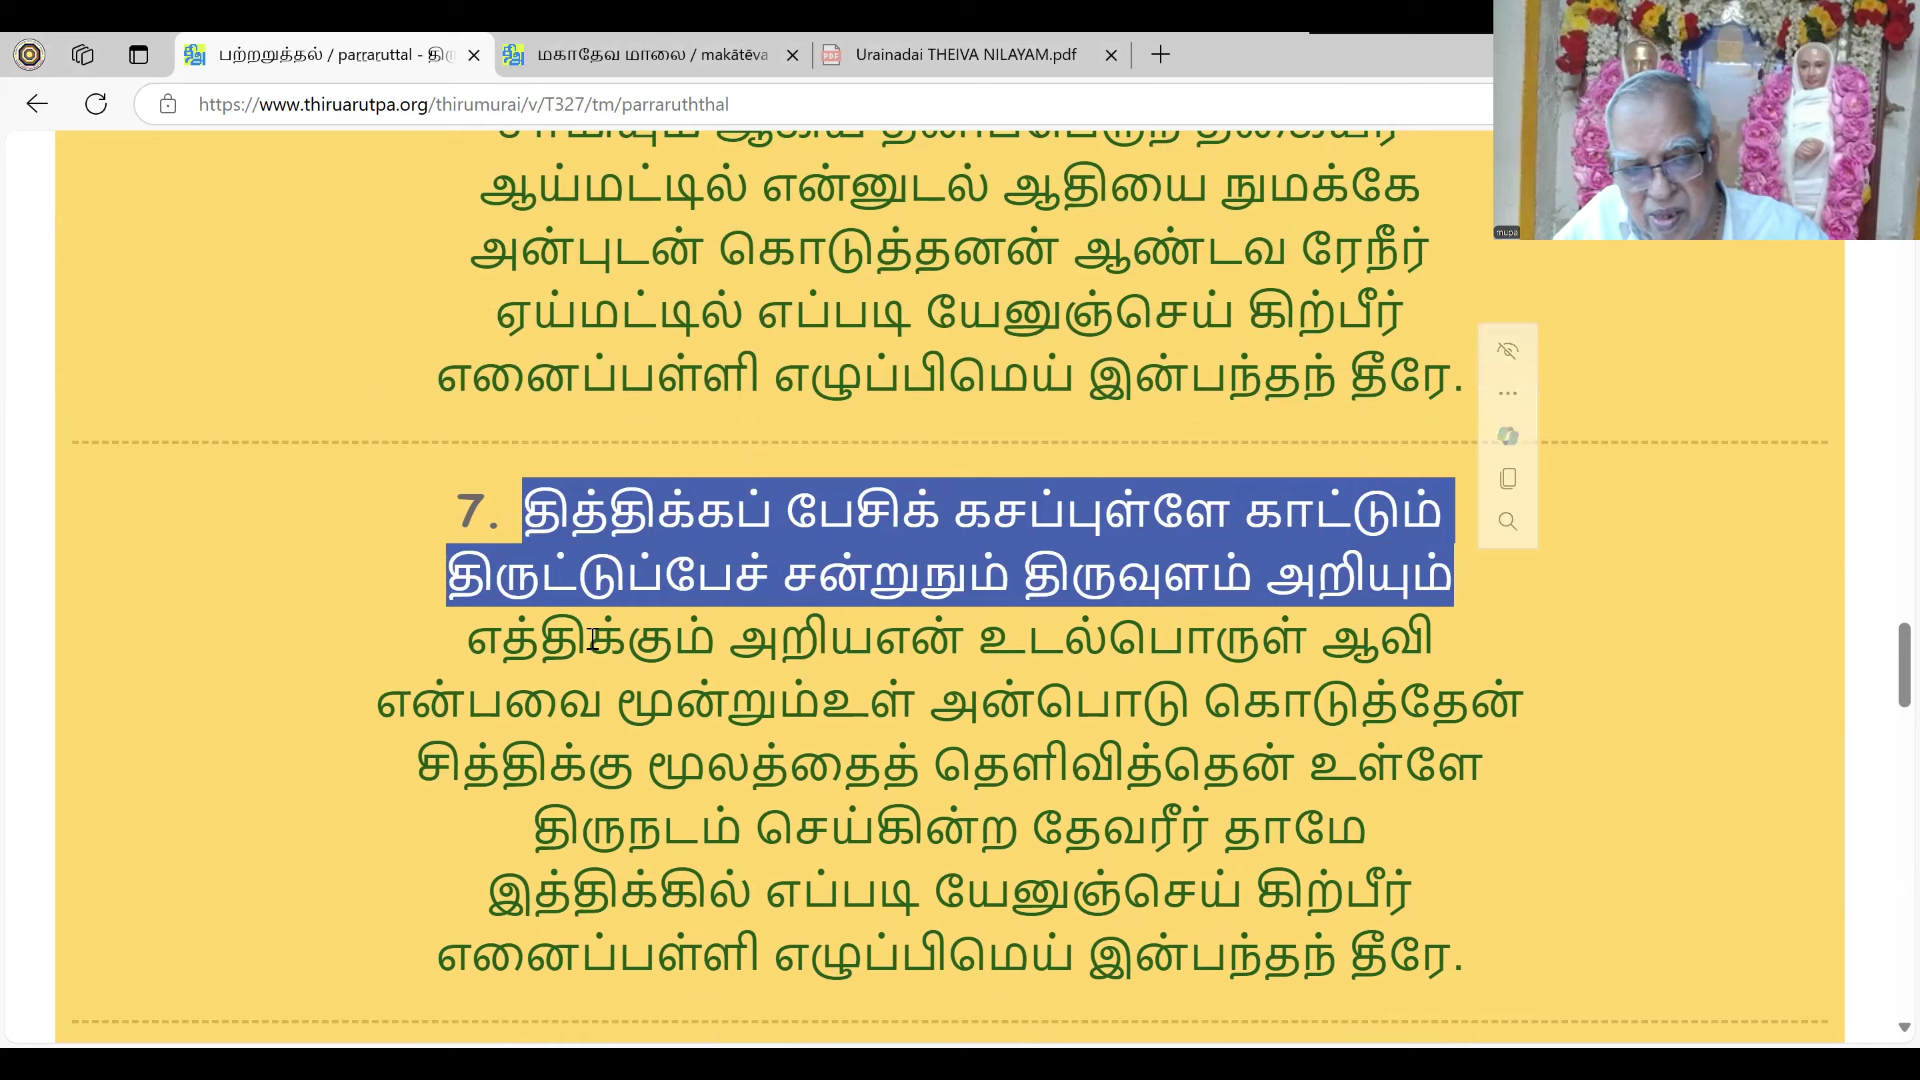 பற்றறுத்தல் / parraruttal - திரு
மகாதேவ மாலை / makātēva
Urainadai THEIVA NILAYAM.pdf
https://www.thiruarutpa.org/thirumurai/v/T327/tm/parraruththal
mupa
ஆய்மட்டில் என்னுடல் ஆதியை நுமக்கே
அன்புடன் கொடுத்தனன் ஆண்டவ ரேநீர்
ஏய்மட்டில் எப்படி யேனுஞ்செய் கிற்பீர்
எனைப்பள்ளி எழுப்பிமெய் இன்பந்தந் தீரே.
7. தித்திக்கப் பேசிக் கசப்புள்ளே காட்டும்
திருட்டுப்பேச் சன்றுநும் திருவுளம் அறியும்
எத்திக்கும் அறியஎன் உடல்பொருள் ஆவி
என்பவை மூன்றும்உள் அன்பொடு கொடுத்தேன்
சித்திக்கு மூலத்தைத் தெளிவித்தென் உள்ளே
திருநடம் செய்கின்ற தேவரீர் தாமே
இத்திக்கில் எப்படி யேனுஞ்செய் கிற்பீர்
எனைப்பள்ளி எழுப்பிமெய் இன்பந்தந் தீரே.